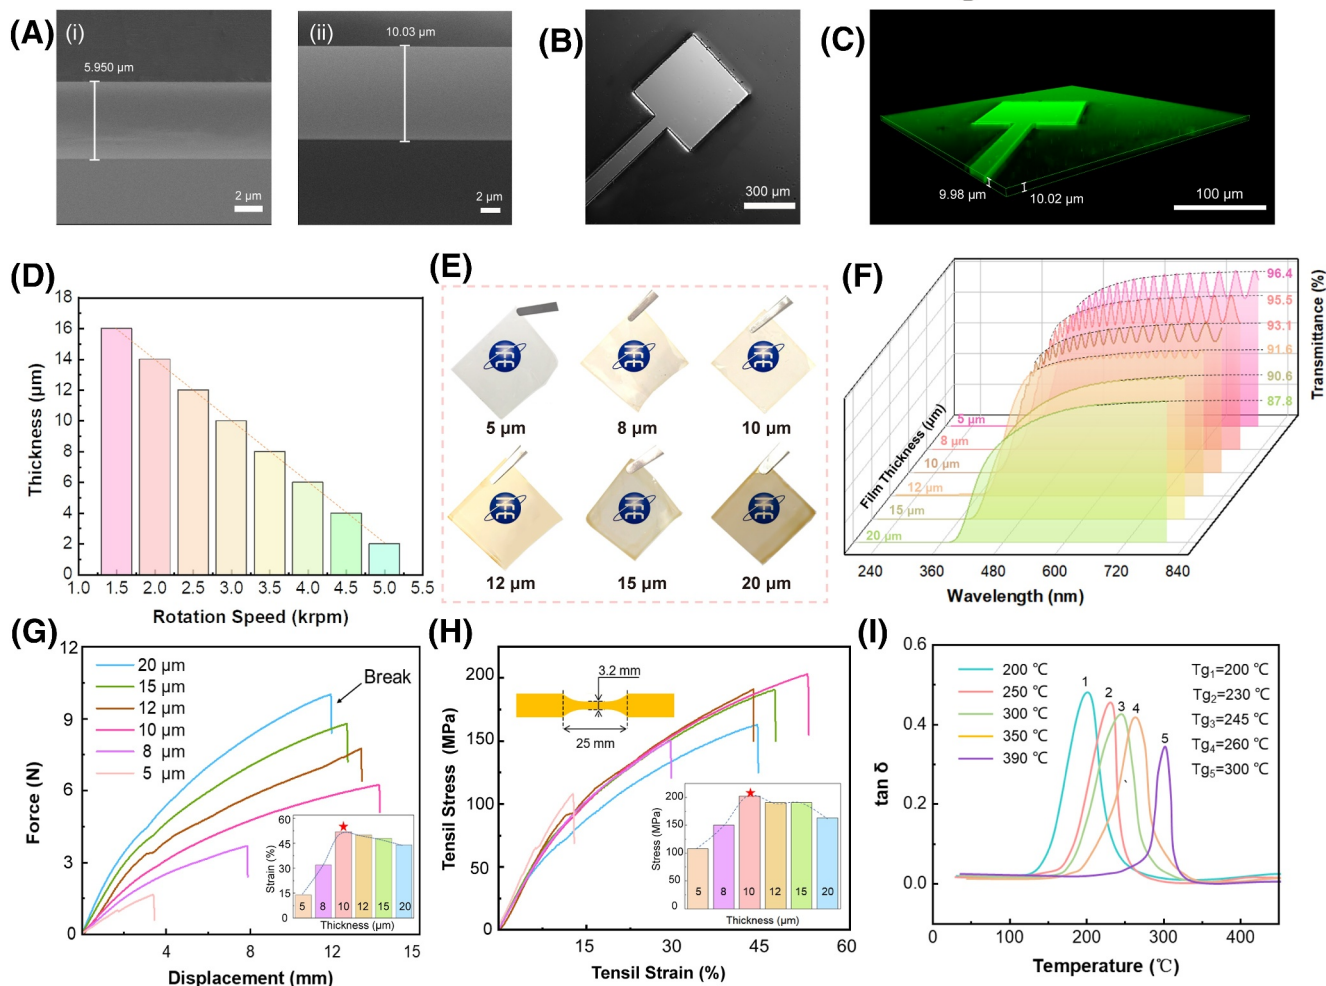 (A)
(i)
5.950 µm
2 µm
(ii)
10.03 µm
2 µm
(B)
300 µm
(C)
9.98 µm
10.02 µm
100 µm
(D)
Thickness (µm)
18
16
14
12
10
8
6
4
2
0
1.0 1.5 2.0 2.5 3.0 3.5 4.0 4.5 5.0 5.5
Rotation Speed (krpm)
(E)
5 µm 8 µm 10 µm
12 µm 15 µm 20 µm
(F)
96.4
95.5
93.1
91.6
90.6
87.8
Transmittance (%)
Film Thickness (µm)
5 µm
8 µm
10 µm
12 µm
15 µm
20 µm
240 360 480 600 720 840
Wavelength (nm)
(G)
Force (N)
12
9
6
3
0
20 µm
15 µm
12 µm
10 µm
8 µm
5 µm
Break
Strain (%)
60
45
30
15
0
5 8 10 12 15 20
Thickness (µm)
4 8 12 15
Displacement (mm)
(H)
Tensil Stress (MPa)
200
150
100
50
0
3.2 mm
25 mm
Stress (MPa)
200
150
100
50
0
5 8 10 12 15 20
Thickness (µm)
15 30 45 60
Tensil Strain (%)
(I)
tan δ
0.6
0.4
0.2
0.0
200 ℃
250 ℃
300 ℃
350 ℃
390 ℃
1 2 3 4 5
Tg1=200 ℃
Tg2=230 ℃
Tg3=245 ℃
Tg4=260 ℃
Tg5=300 ℃
0 100 200 300 400
Temperature (℃)